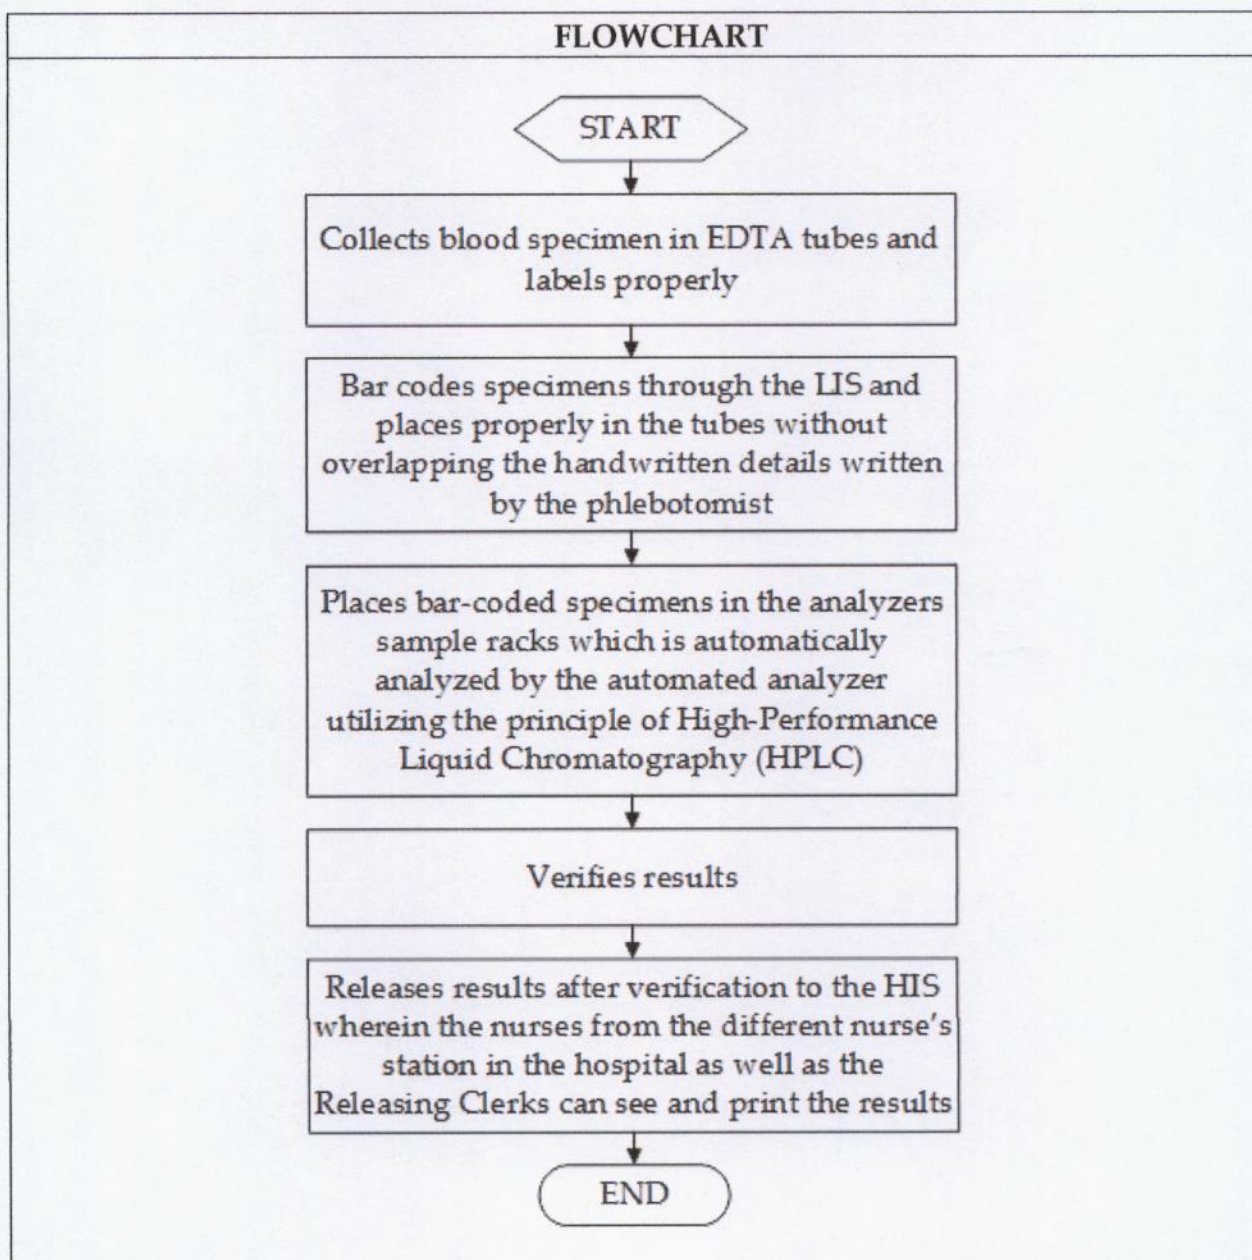 FLOWCHART
START
Collects blood specimen in EDTA tubes and
labels properly
Bar codes specimens through the LIS and
places properly in the tubes without
overlapping the handwritten details written
by the phlebotomist
Places bar-coded specimens in the analyzers
sample racks which is automatically
analyzed by the automated analyzer
utilizing the principle of High-Performance
Liquid Chromatography (HPLC)
Verifies results
Releases results after verification to the HIS
wherein the nurses from the different nurse's
station in the hospital as well as the
Releasing Clerks can see and print the results
END